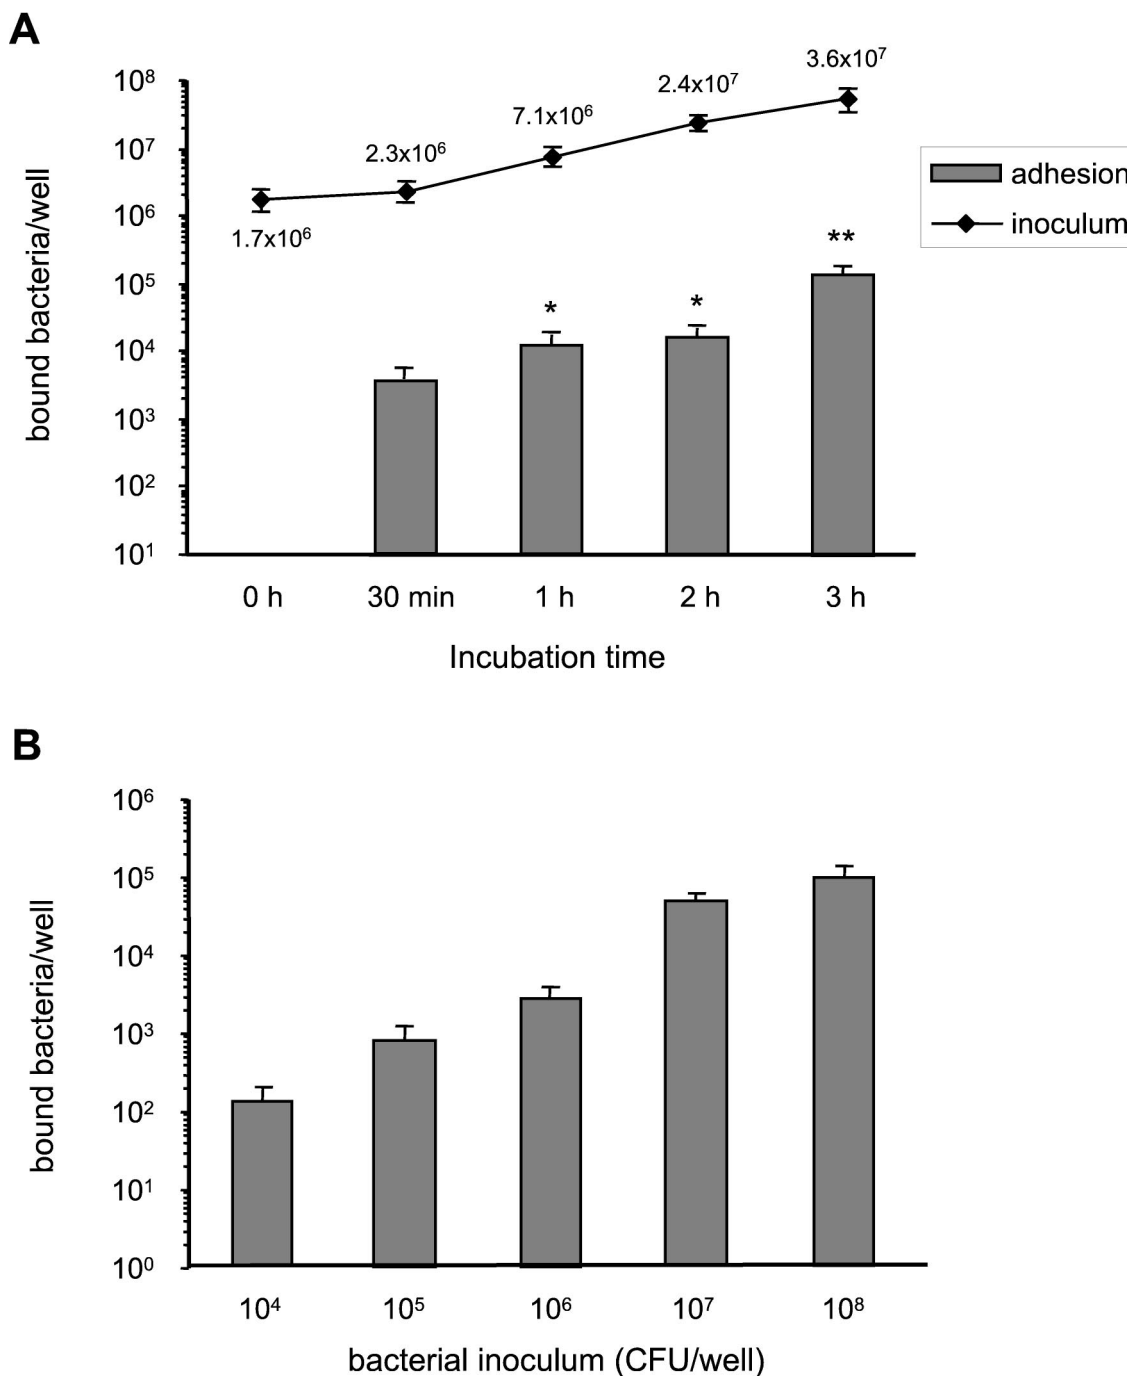 A
bound bacteria/well
10⁸
10⁷
10⁶
10⁵
10⁴
10³
10²
10¹
1.7x10⁶
2.3x10⁶
7.1x10⁶
2.4x10⁷
3.6x10⁷
*
*
**
adhesion
inoculum
0 h 30 min 1 h 2 h 3 h
Incubation time
B
bound bacteria/well
10⁶
10⁵
10⁴
10³
10²
10¹
10⁰
10⁴ 10⁵ 10⁶ 10⁷ 10⁸
bacterial inoculum (CFU/well)